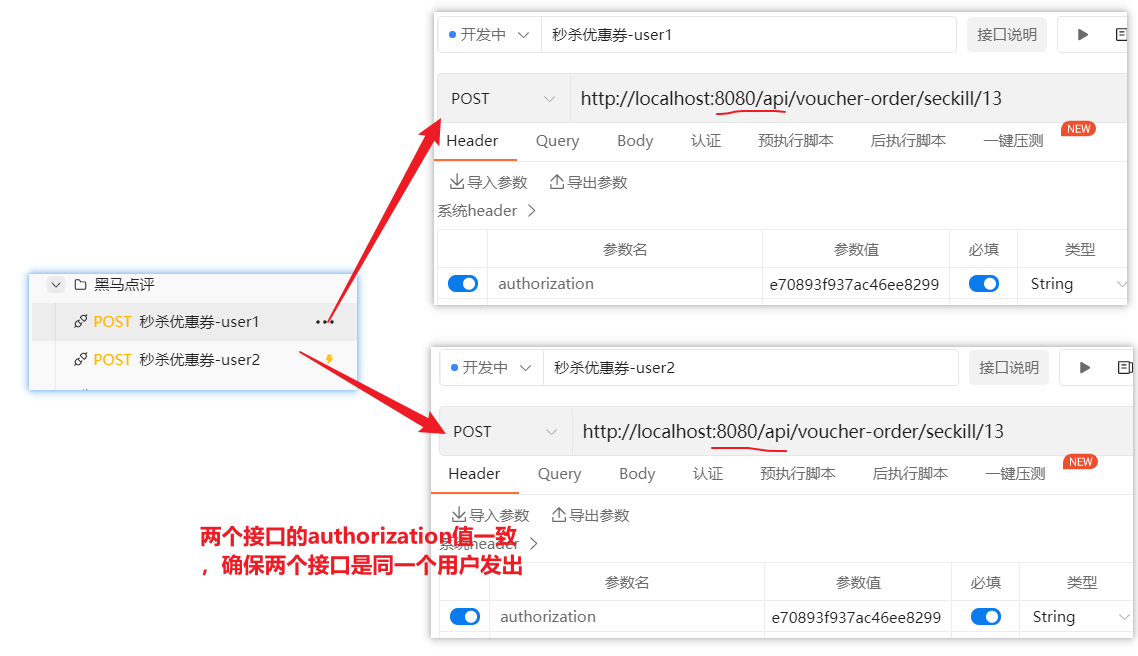 开发中 秒杀优惠券-user1 接口说明
POST http://localhost:8080/api/voucher-order/seckill/13
Header Query Body 认证 预执行脚本 后执行脚本 一键压测 NEW
导入参数 导出参数
系统header
参数名 参数值 必填 类型
authorization e70893f937ac46ee8299 String
黑马点评
POST 秒杀优惠券-user1
POST 秒杀优惠券-user2
开发中 秒杀优惠券-user2 接口说明
POST http://localhost:8080/api/voucher-order/seckill/13
Header Query Body 认证 预执行脚本 后执行脚本 一键压测 NEW
导入参数 导出参数
系统header
两个接口的authorization值一致
，确保两个接口是同一个用户发出
参数名 参数值 必填 类型
authorization e70893f937ac46ee8299 String